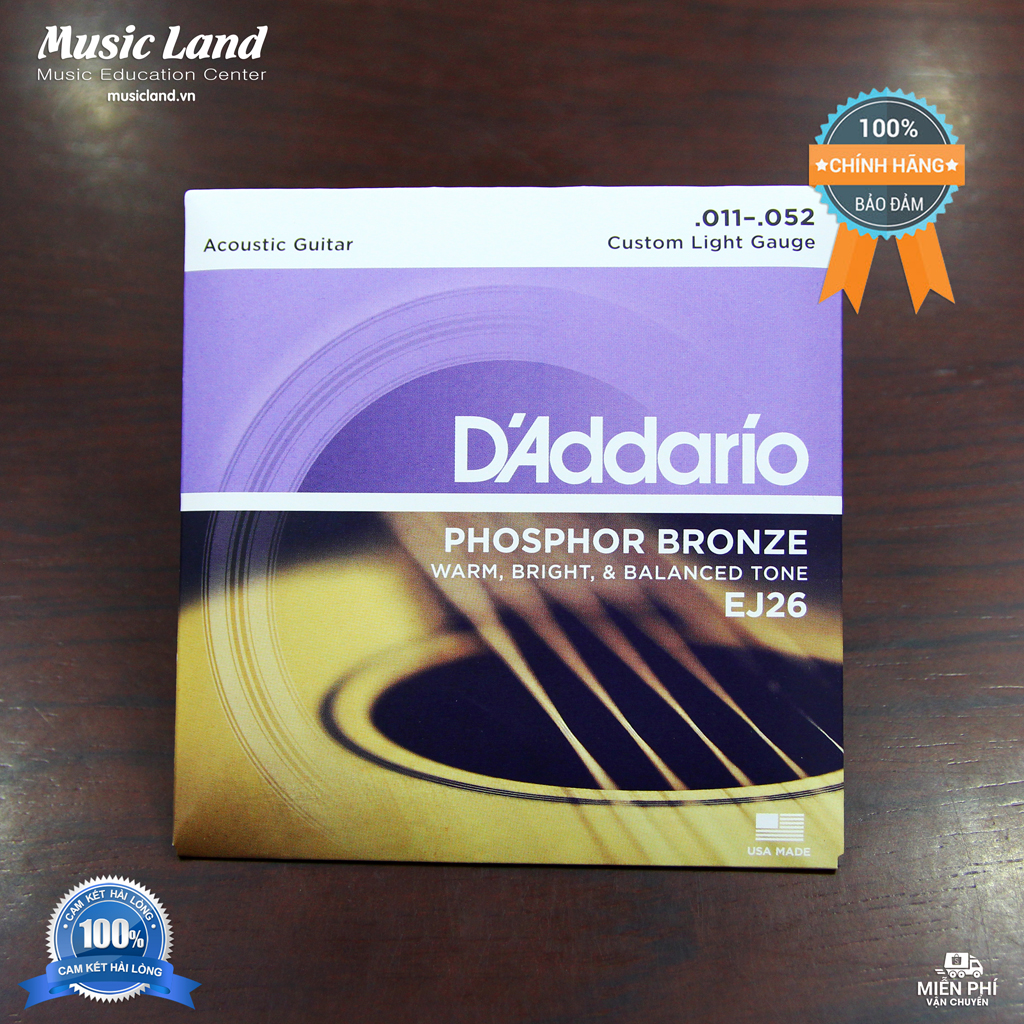 Music Land
Music Education Center
musicland.vn
100%
CHÍNH HÃNG
BẢO ĐẢM
.011–.052
Acoustic Guitar
Custom Light Gauge
D'Addario
PHOSPHOR BRONZE
WARM, BRIGHT, & BALANCED TONE
EJ26
USA MADE
CAM KẾT HÀI LÒNG
100%
CAM KẾT HÀI LÒNG
MIỄN PHÍ
VẬN CHUYỂN